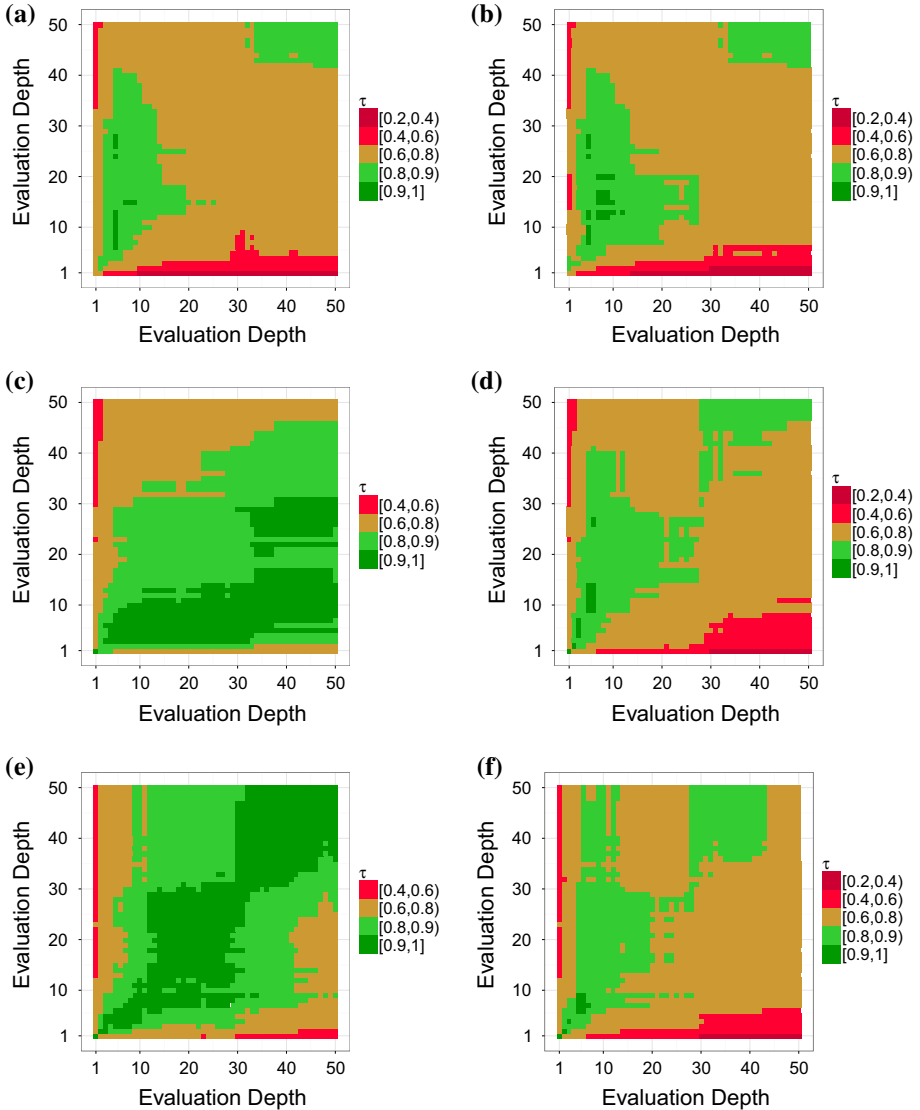 (a)
Evaluation Depth
50
40
30
20
10
1
1 10 20 30 40 50
Evaluation Depth
τ
[0.2,0.4)
[0.4,0.6)
[0.6,0.8)
[0.8,0.9)
[0.9,1]
(b)
Evaluation Depth
50
40
30
20
10
1
1 10 20 30 40 50
Evaluation Depth
τ
[0.2,0.4)
[0.4,0.6)
[0.6,0.8)
[0.8,0.9)
[0.9,1]
(c)
Evaluation Depth
50
40
30
20
10
1
1 10 20 30 40 50
Evaluation Depth
τ
[0.4,0.6)
[0.6,0.8)
[0.8,0.9)
[0.9,1]
(d)
Evaluation Depth
50
40
30
20
10
1
1 10 20 30 40 50
Evaluation Depth
τ
[0.2,0.4)
[0.4,0.6)
[0.6,0.8)
[0.8,0.9)
[0.9,1]
(e)
Evaluation Depth
50
40
30
20
10
1
1 10 20 30 40 50
Evaluation Depth
τ
[0.4,0.6)
[0.6,0.8)
[0.8,0.9)
[0.9,1]
(f)
Evaluation Depth
50
40
30
20
10
1
1 10 20 30 40 50
Evaluation Depth
τ
[0.2,0.4)
[0.4,0.6)
[0.6,0.8)
[0.8,0.9)
[0.9,1]